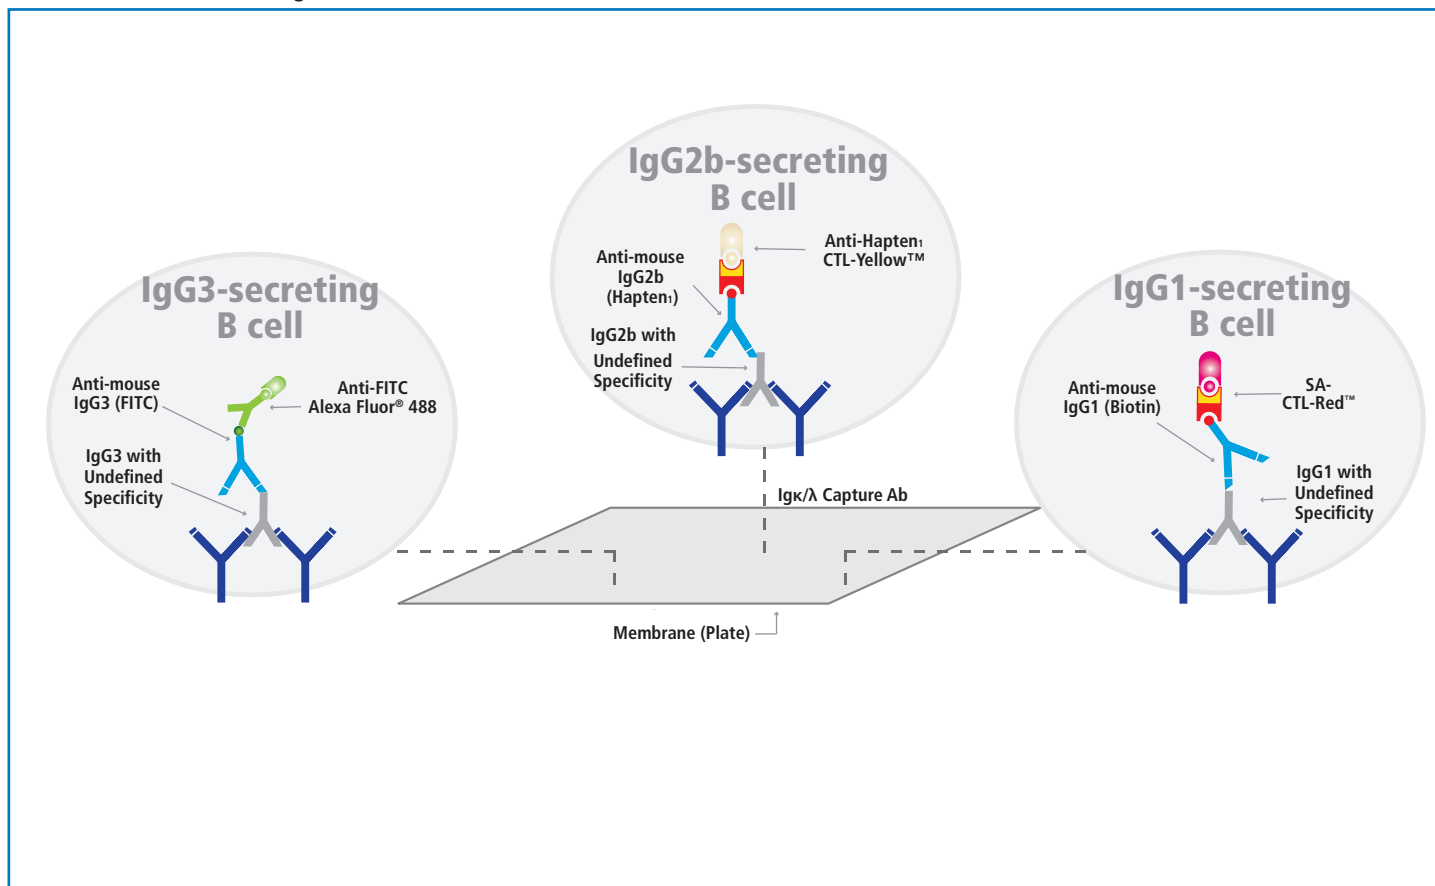 IgG2b-secreting
B cell
Anti-mouse
IgG2b
(Hapten₁)
Anti-Hapten₁
CTL-Yellow™
IgG2b with
Undefined
Specificity
IgG3-secreting
B cell
Anti-mouse
IgG3 (FITC)
Anti-FITC
Alexa Fluor® 488
IgG3 with
Undefined
Specificity
IgG1-secreting
B cell
Anti-mouse
IgG1 (Biotin)
SA-
CTL-Red™
IgG1 with
Undefined
Specificity
Igκ/λ Capture Ab
Membrane (Plate)